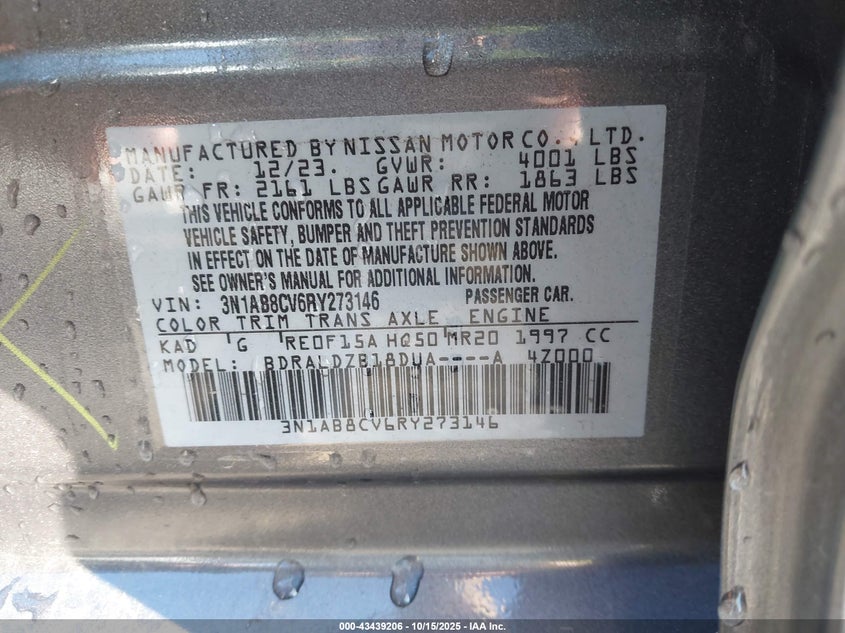 MANUFACTURED BY NISSAN MOTOR CO., LTD.
DATE: 12/23. GVWR: 4001 LBS
GAWR FR: 2161 LBS GAWR RR: 1863 LBS
THIS VEHICLE CONFORMS TO ALL APPLICABLE FEDERAL MOTOR
VEHICLE SAFETY, BUMPER AND THEFT PREVENTION STANDARDS
IN EFFECT ON THE DATE OF MANUFACTURE SHOWN ABOVE.
SEE OWNER'S MANUAL FOR ADDITIONAL INFORMATION.
VIN: 3N1AB8CV6RY273146 PASSENGER CAR.
COLOR TRIM TRANS AXLE ENGINE
KAD G RE0F15A HQ50 MR20 1997 CC
MODEL: BDRALDZB18DUA----A 4Z000
3N1AB8CV6RY273146
000-43439206 - 10/15/2025 - IAA Inc.